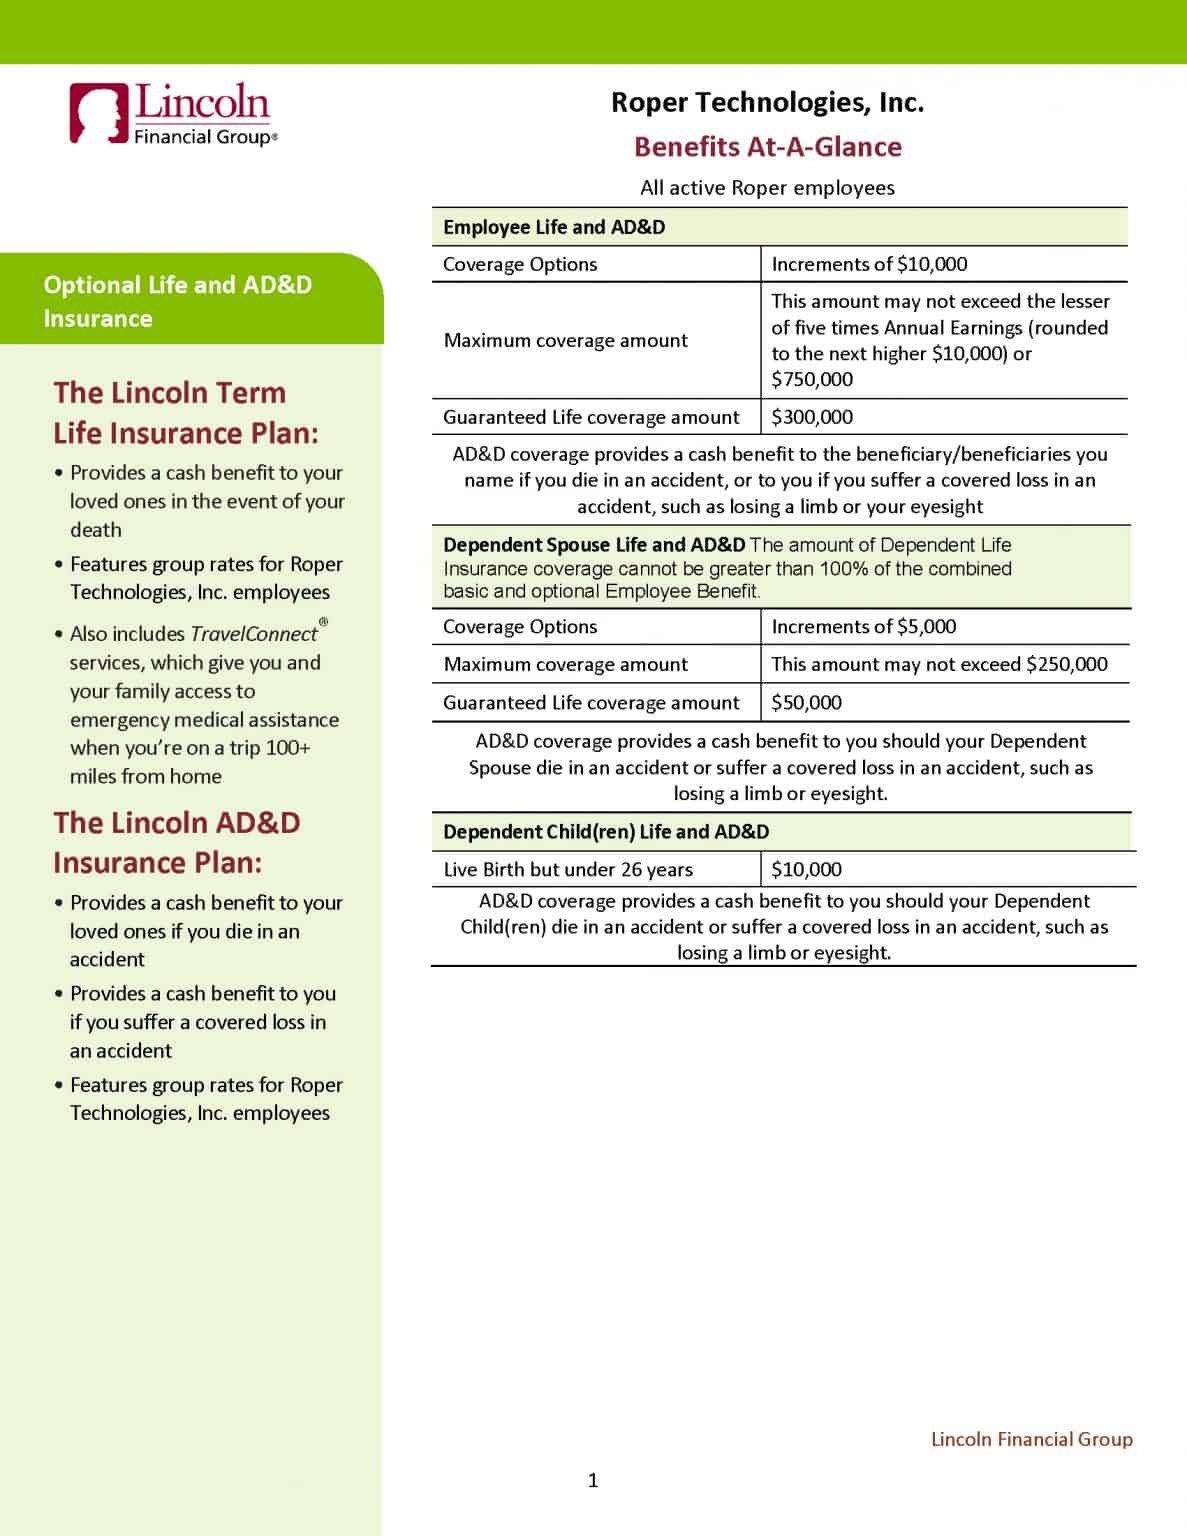 Lincoln
Financial Group®
Roper Technologies, Inc.
Benefits At-A-Glance
All active Roper employees
Optional Life and AD&D
Insurance
The Lincoln Term
Life Insurance Plan:
• Provides a cash benefit to your
loved ones in the event of your
death
• Features group rates for Roper
Technologies, Inc. employees
• Also includes TravelConnect®
services, which give you and
your family access to
emergency medical assistance
when you’re on a trip 100+
miles from home
The Lincoln AD&D
Insurance Plan:
• Provides a cash benefit to your
loved ones if you die in an
accident
• Provides a cash benefit to you
if you suffer a covered loss in
an accident
• Features group rates for Roper
Technologies, Inc. employees
Employee Life and AD&D
Coverage Options Increments of $10,000
Maximum coverage amount
This amount may not exceed the lesser
of five times Annual Earnings (rounded
to the next higher $10,000) or
$750,000
Guaranteed Life coverage amount $300,000
AD&D coverage provides a cash benefit to the beneficiary/beneficiaries you
name if you die in an accident, or to you if you suffer a covered loss in an
accident, such as losing a limb or your eyesight
Dependent Spouse Life and AD&D The amount of Dependent Life
Insurance coverage cannot be greater than 100% of the combined
basic and optional Employee Benefit.
Coverage Options Increments of $5,000
Maximum coverage amount This amount may not exceed $250,000
Guaranteed Life coverage amount $50,000
AD&D coverage provides a cash benefit to you should your Dependent
Spouse die in an accident or suffer a covered loss in an accident, such as
losing a limb or eyesight.
Dependent Child(ren) Life and AD&D
Live Birth but under 26 years $10,000
AD&D coverage provides a cash benefit to you should your Dependent
Child(ren) die in an accident or suffer a covered loss in an accident, such as
losing a limb or eyesight.
Lincoln Financial Group
1